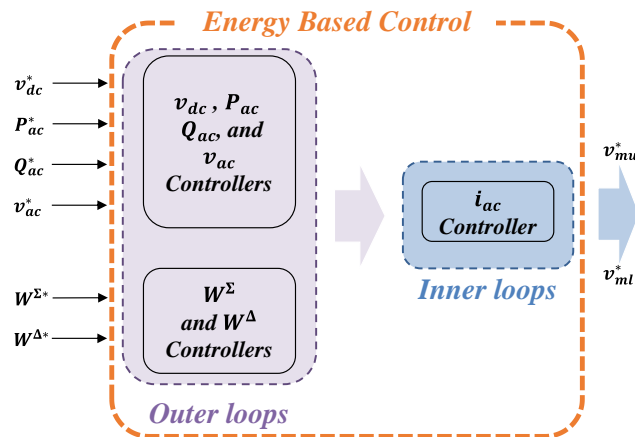 Energy Based Control
v*dc
P*ac
Q*ac
v*ac
WΣ*
WΔ*
vdc , Pac
Qac, and
vac
Controllers
WΣ
and WΔ
Controllers
Outer loops
iac
Controller
Inner loops
v*mu
v*ml